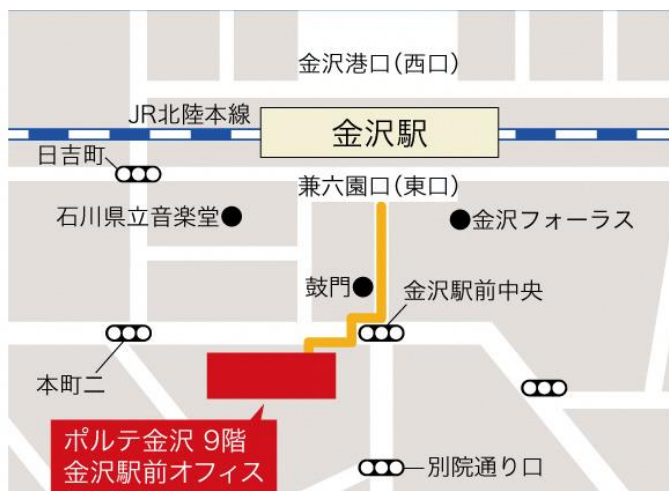 金沢港口(西口)
JR北陸本線
金沢駅
日吉町
兼六園口(東口)
石川県立音楽堂
金沢フォーラス
鼓門
金沢駅前中央
本町二
ポルテ金沢 9階
金沢駅前オフィス
別院通り口